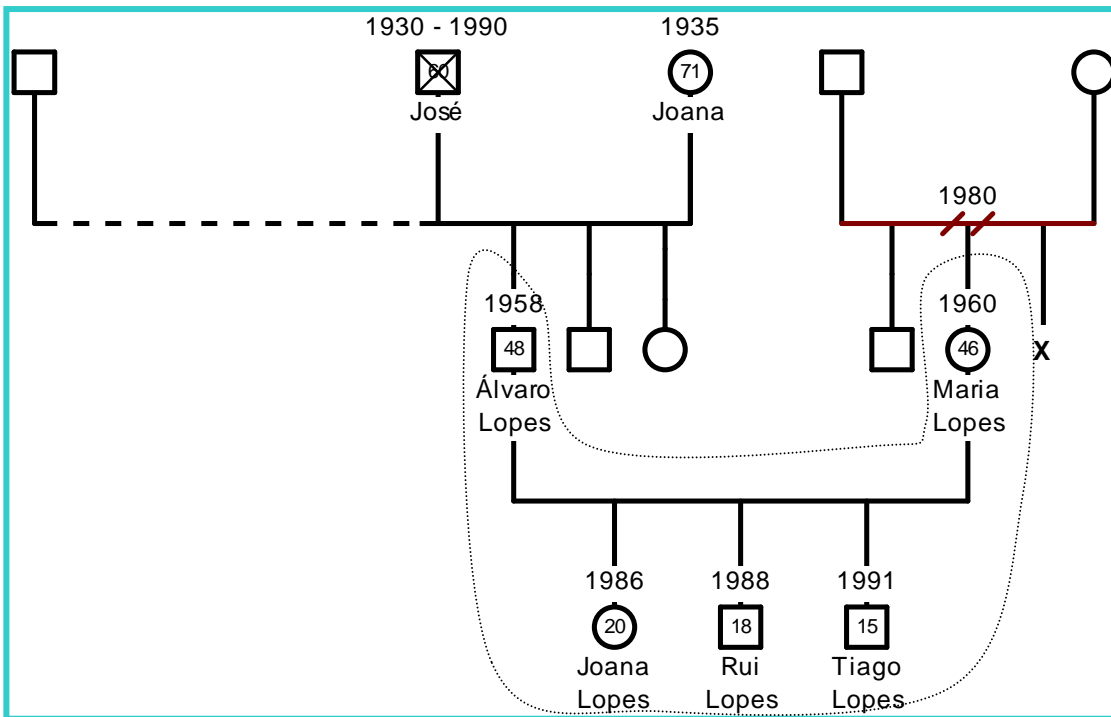 1930 - 1990
1935
60
71
José
Joana
1980
1958
1960
48
46
Álvaro
Lopes
Maria
Lopes
X
1986
1988
1991
20
18
15
Joana
Lopes
Rui
Lopes
Tiago
Lopes